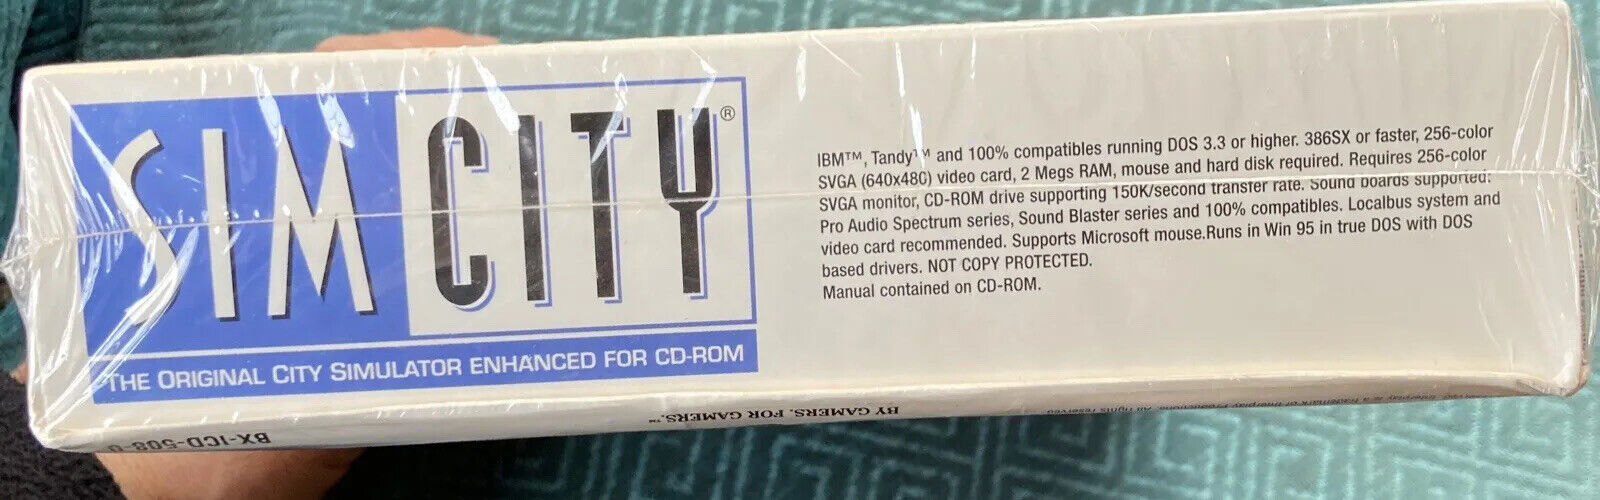 SIMCITY®
THE ORIGINAL CITY SIMULATOR ENHANCED FOR CD-ROM
IBM™, Tandy™ and 100% compatibles running DOS 3.3 or higher. 386SX or faster, 256-color
SVGA (640x480) video card, 2 Megs RAM, mouse and hard disk required. Requires 256-color
SVGA monitor, CD-ROM drive supporting 150K/second transfer rate. Sound boards supported:
Pro Audio Spectrum series, Sound Blaster series and 100% compatibles. Localbus system and
video card recommended. Supports Microsoft mouse.Runs in Win 95 in true DOS with DOS
based drivers. NOT COPY PROTECTED.
Manual contained on CD-ROM.
BY GAMERS. FOR GAMERS.™
BX-ICD-508-0